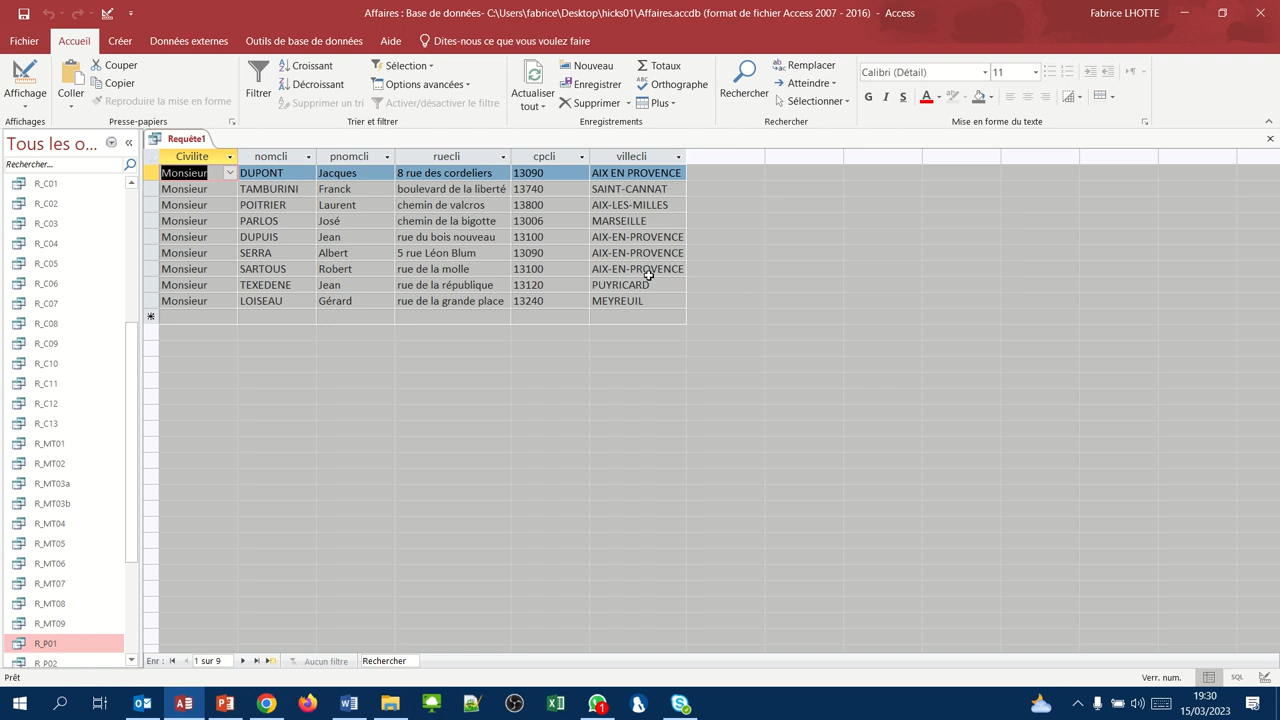 Affaires : Base de données- C:\Users\fabrice\Desktop\hicks01\Affaires.accdb (format de fichier Access 2007 - 2016) - Access
Fabrice LHOTTE
Fichier Accueil Créer Données externes Outils de base de données Aide Dites-nous ce que vous voulez faire
Affichage
Affichages
Coller
Couper
Copier
Reproduire la mise en forme
Presse-papiers
Filtrer
Croissant
Décroissant
Supprimer un tri
Sélection
Options avancées
Activer/désactiver le filtre
Trier et filtrer
Actualiser
tout
Nouveau
Enregistrer
Supprimer
Totaux
Orthographe
Plus
Enregistrements
Rechercher
Remplacer
Atteindre
Sélectionner
Rechercher
Calibri (Détail) 11
G I S A
Mise en forme du texte
Tous les o...
Rechercher...
R_C01
R_C02
R_C03
R_C04
R_C05
R_C06
R_C07
R_C08
R_C09
R_C10
R_C11
R_C12
R_C13
R_MT01
R_MT02
R_MT03a
R_MT03b
R_MT04
R_MT05
R_MT06
R_MT07
R_MT08
R_MT09
R_P01
R_P02
Requête1
Civilite nomcli pnomcli ruecli cpcli villecli
Monsieur DUPONT Jacques 8 rue des cordeliers 13090 AIX EN PROVENCE
Monsieur TAMBURINI Franck boulevard de la liberté 13740 SAINT-CANNAT
Monsieur POITRIER Laurent chemin de valcros 13800 AIX-LES-MILLES
Monsieur PARLOS José chemin de la bigotte 13006 MARSEILLE
Monsieur DUPUIS Jean rue du bois nouveau 13100 AIX-EN-PROVENCE
Monsieur SERRA Albert 5 rue Léon Blum 13090 AIX-EN-PROVENCE
Monsieur SARTOUS Robert rue de la molle 13100 AIX-EN-PROVENCE
Monsieur TEXEDENE Jean rue de la république 13120 PUYRICARD
Monsieur LOISEAU Gérard rue de la grande place 13240 MEYREUIL
Enr : 1 sur 9 Aucun filtre Rechercher
Prêt
Verr. num. SQL
1
19:30
15/03/2023